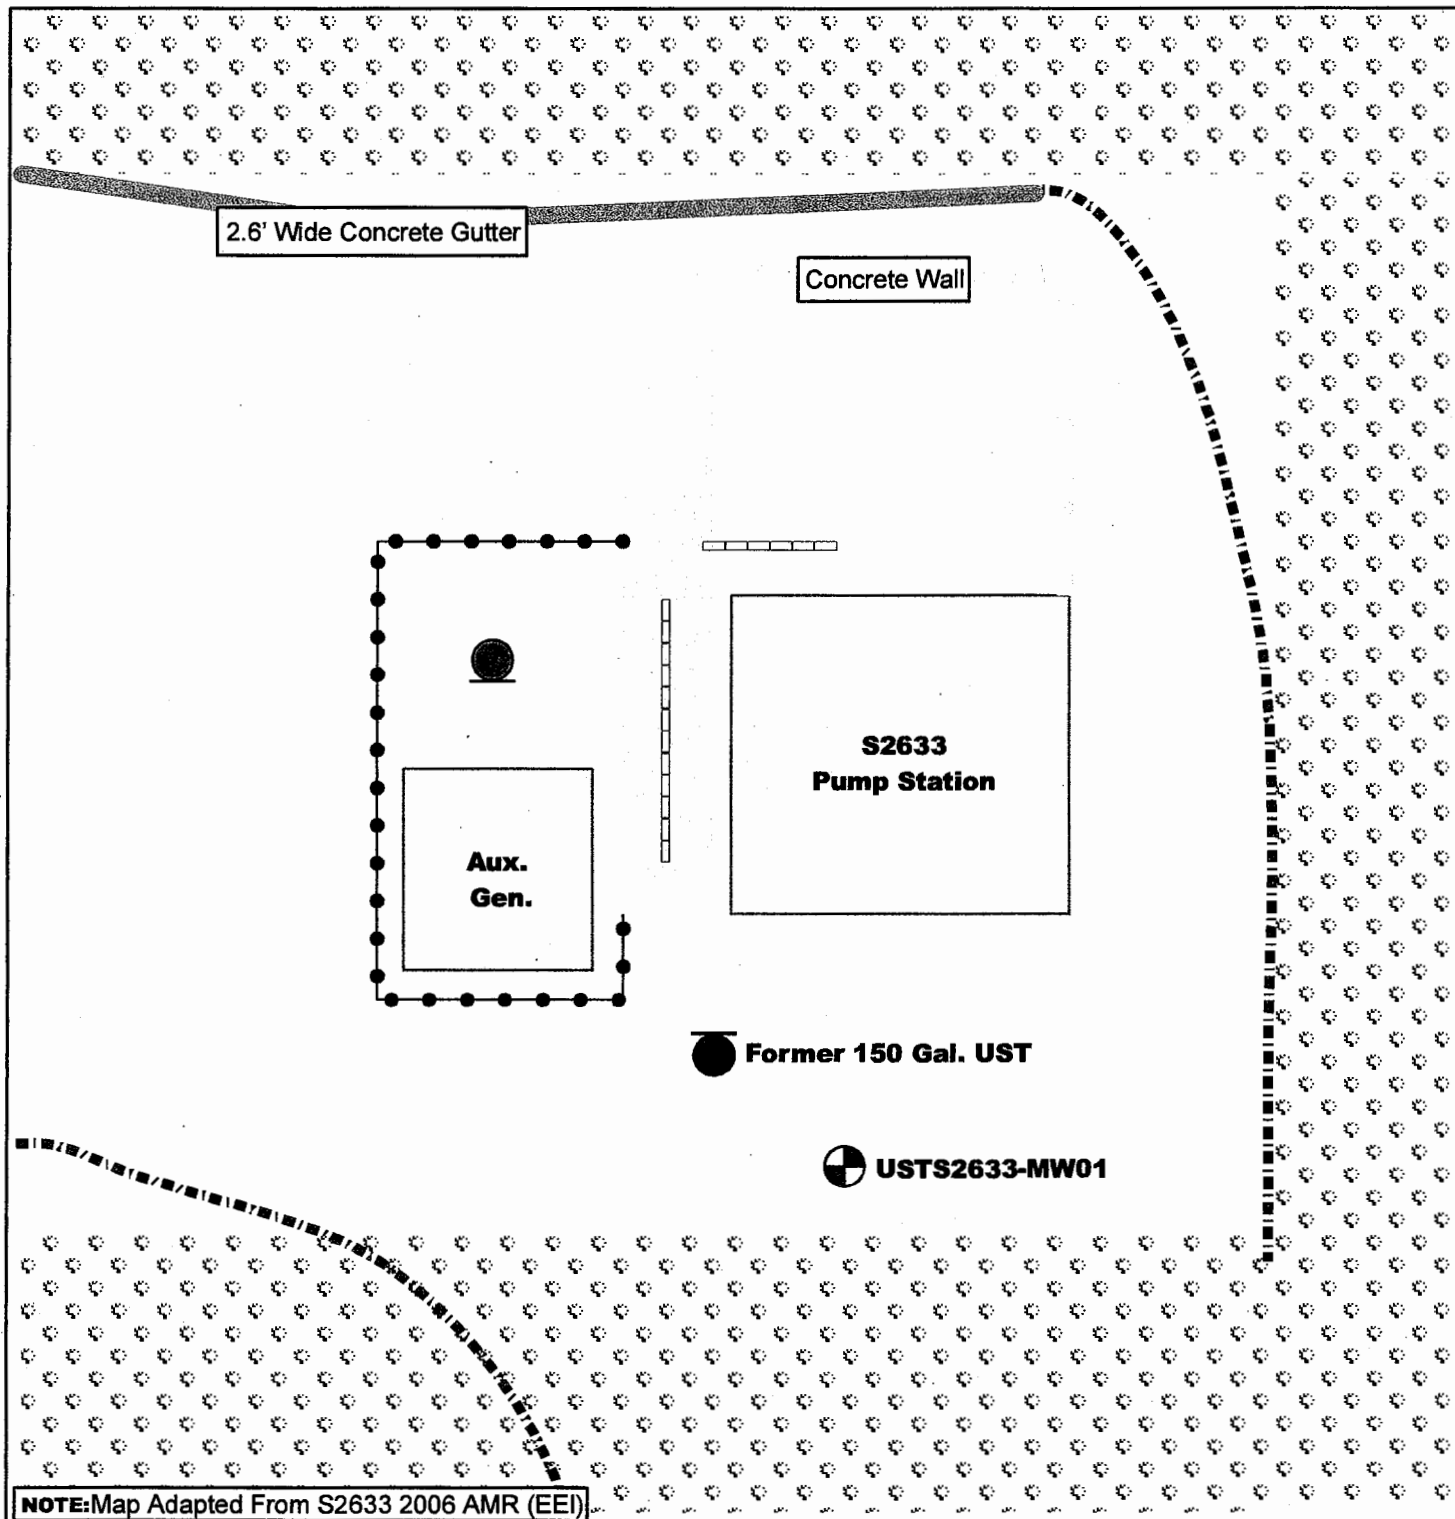 2.6' Wide Concrete Gutter
Concrete Wall
S2633
Pump Station
Aux.
Gen.
Former 150 Gal. UST
USTS2633-MW01
NOTE:Map Adapted From S2633 2006 AMR (EEI)